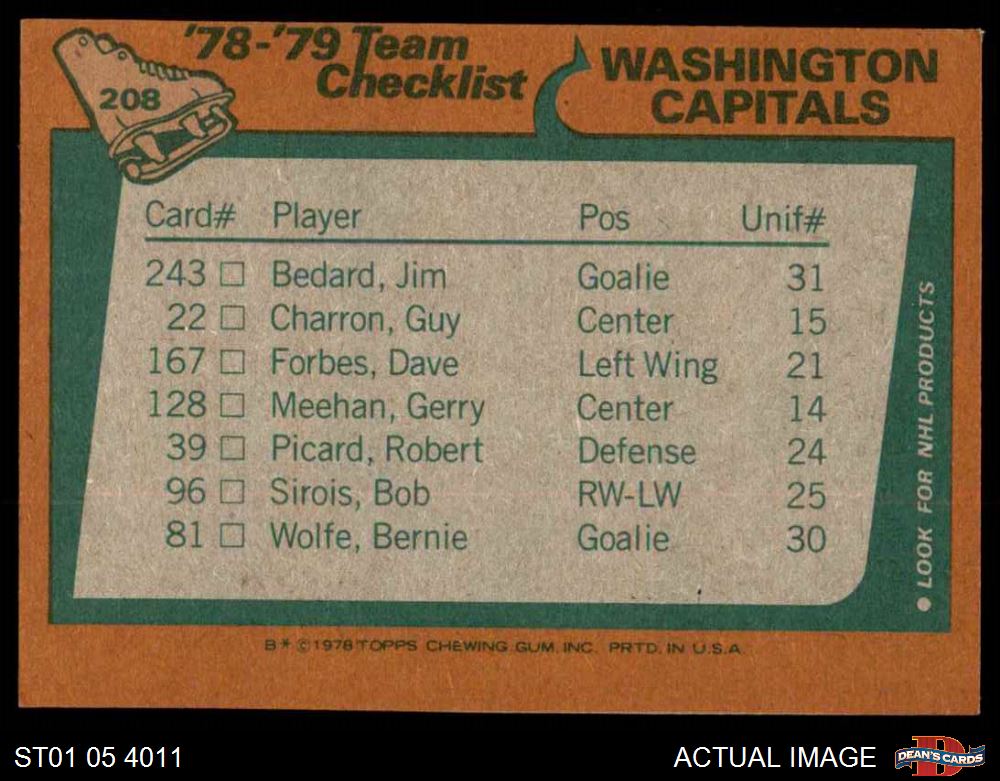 '78-'79 Team
Checklist
208
WASHINGTON
CAPITALS
Card# Player Pos Unif#
243 □ Bedard, Jim Goalie 31
22 □ Charron, Guy Center 15
167 □ Forbes, Dave Left Wing 21
128 □ Meehan, Gerry Center 14
39 □ Picard, Robert Defense 24
96 □ Sirois, Bob RW-LW 25
81 □ Wolfe, Bernie Goalie 30
● LOOK FOR NHL PRODUCTS
B* ©1978 TOPPS CHEWING GUM, INC. PRTD. IN U.S.A.
ST01 05 4011
ACTUAL IMAGE
D
DEAN'S CARDS